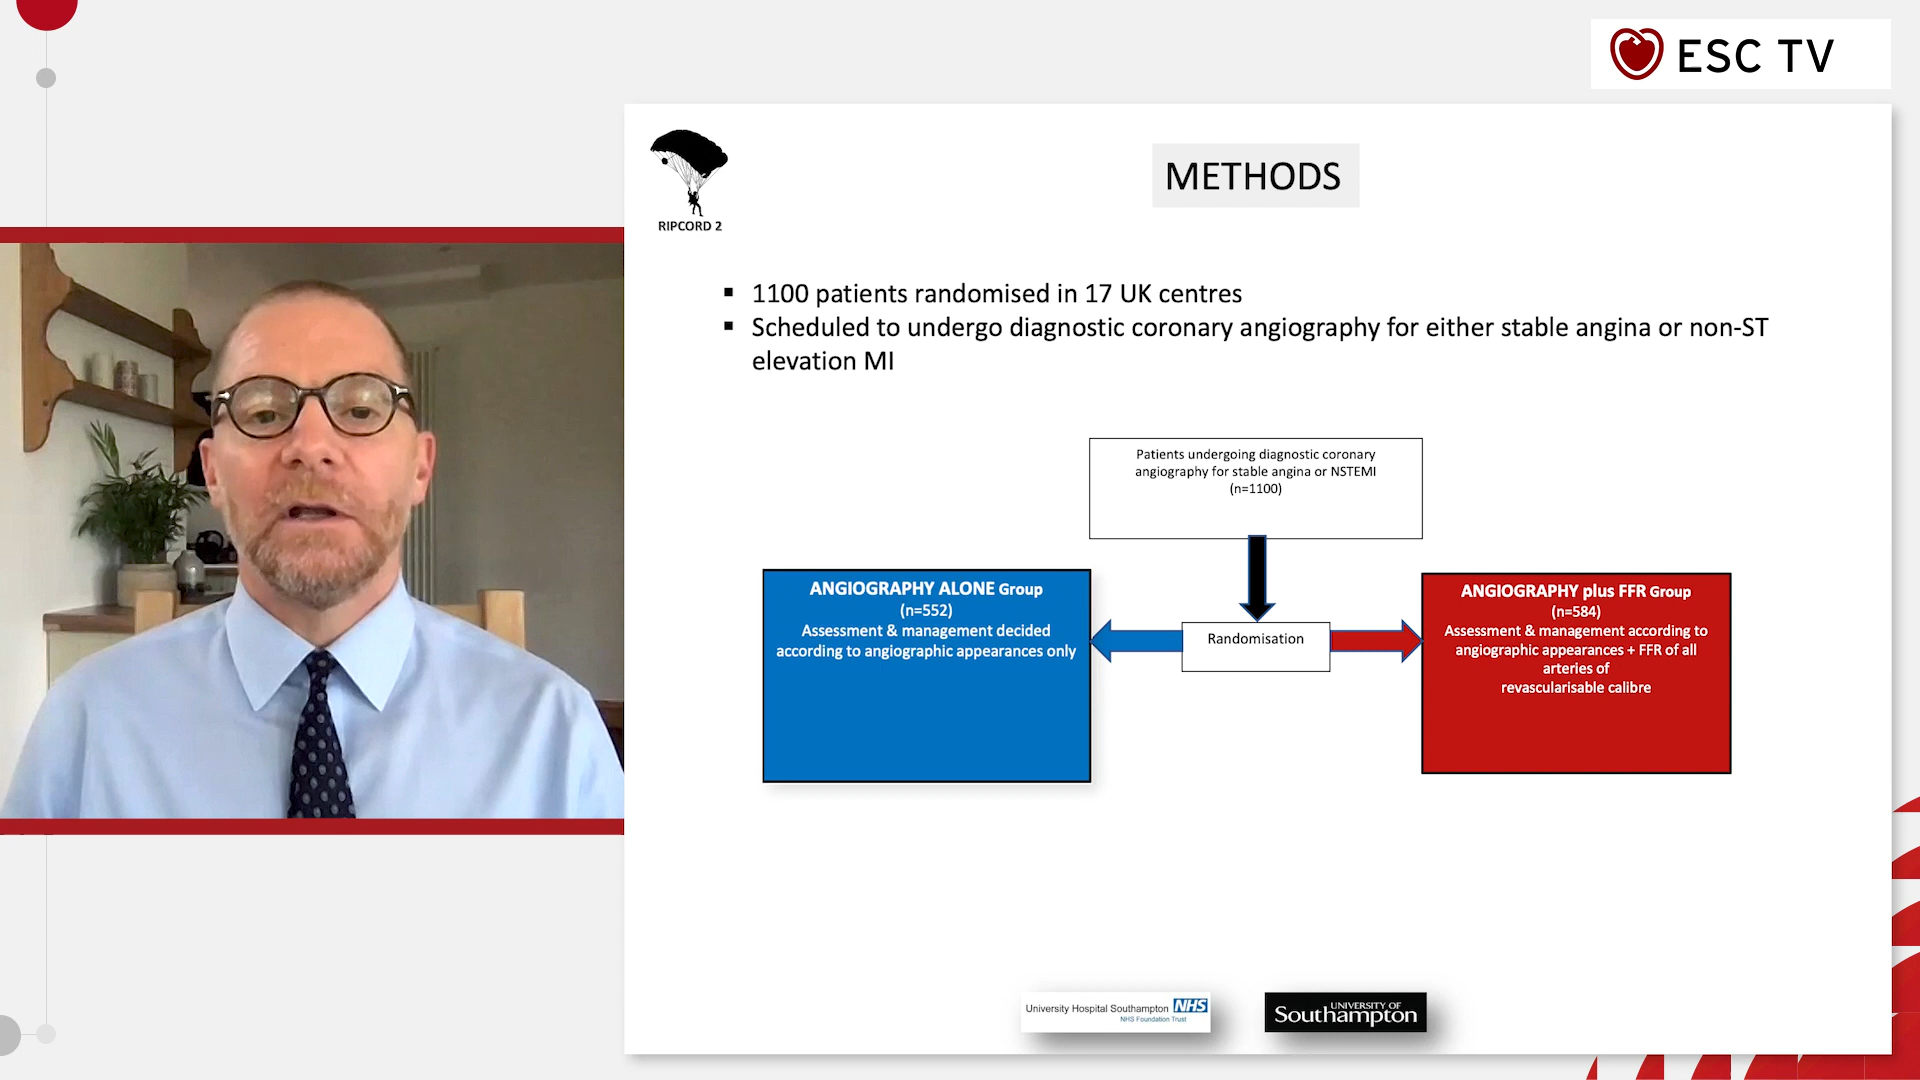 ESC TV
RIPCORD 2
METHODS
▪ 1100 patients randomised in 17 UK centres
▪ Scheduled to undergo diagnostic coronary angiography for either stable angina or non-ST
elevation MI
Patients undergoing diagnostic coronary
angiography for stable angina or NSTEMI
(n=1100)
ANGIOGRAPHY ALONE Group
(n=552)
Assessment & management decided
according to angiographic appearances only
Randomisation
ANGIOGRAPHY plus FFR Group
(n=584)
Assessment & management according to
angiographic appearances + FFR of all
arteries of
revascularisable calibre
University Hospital Southampton NHS
NHS Foundation Trust
UNIVERSITY OF
Southampton